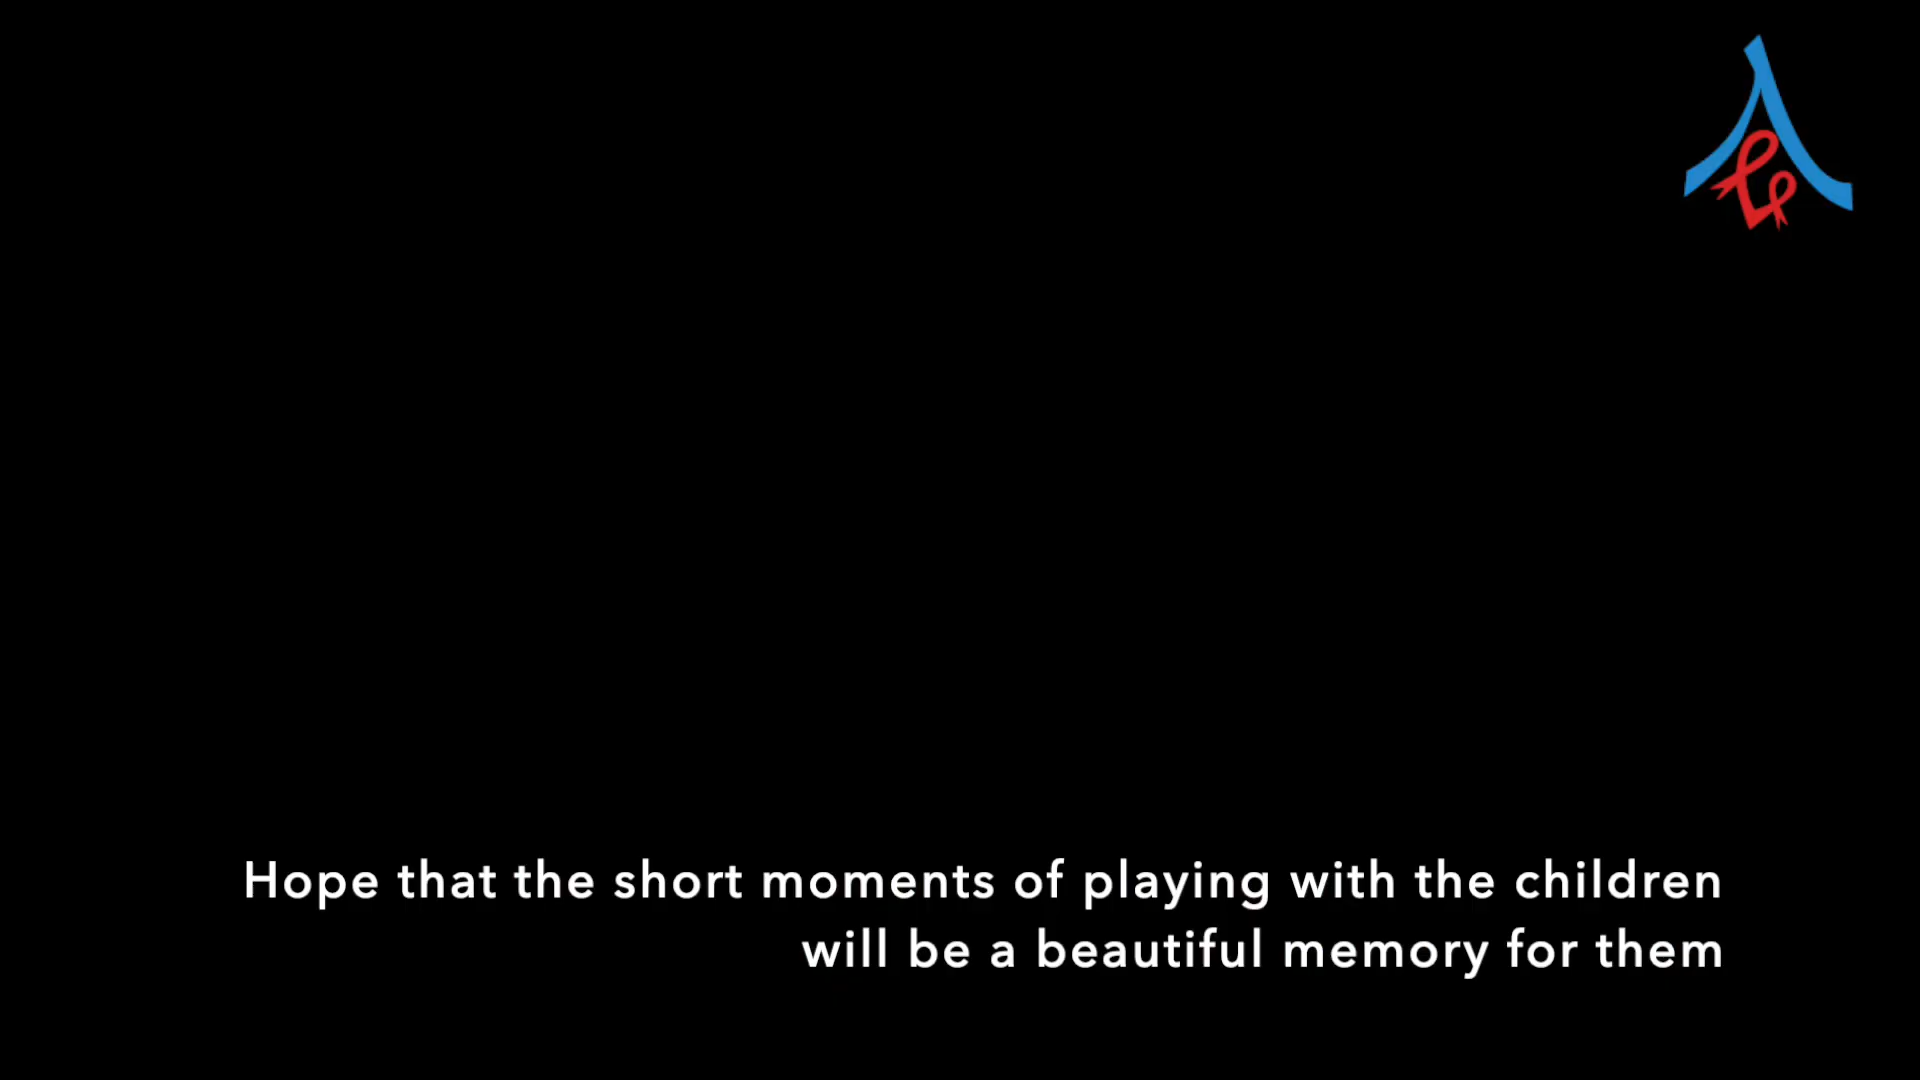 Hope that the short moments of playing with the children
will be a beautiful memory for them